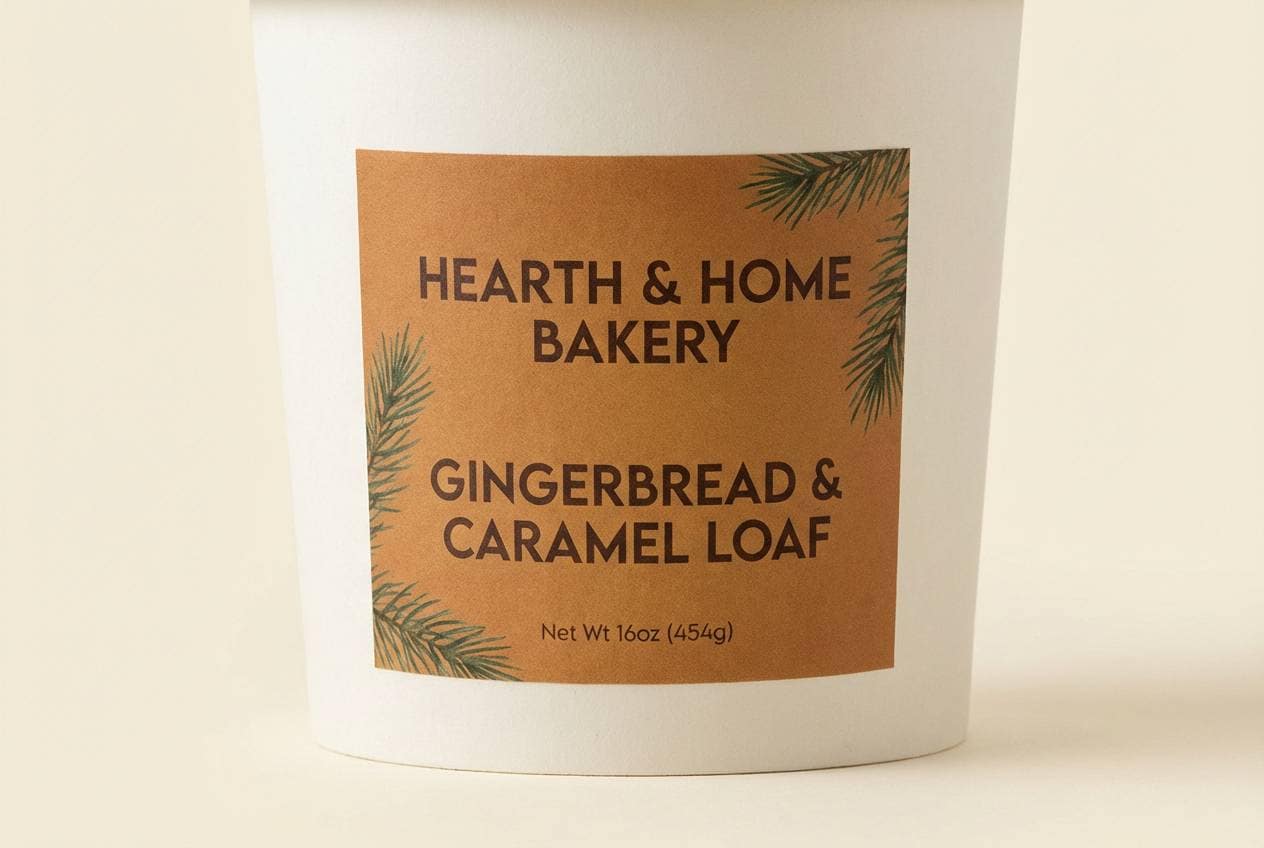 HEARTH & HOME
BAKERY
GINGERBREAD &
CARAMEL LOAF
Net Wt 16oz (454g)